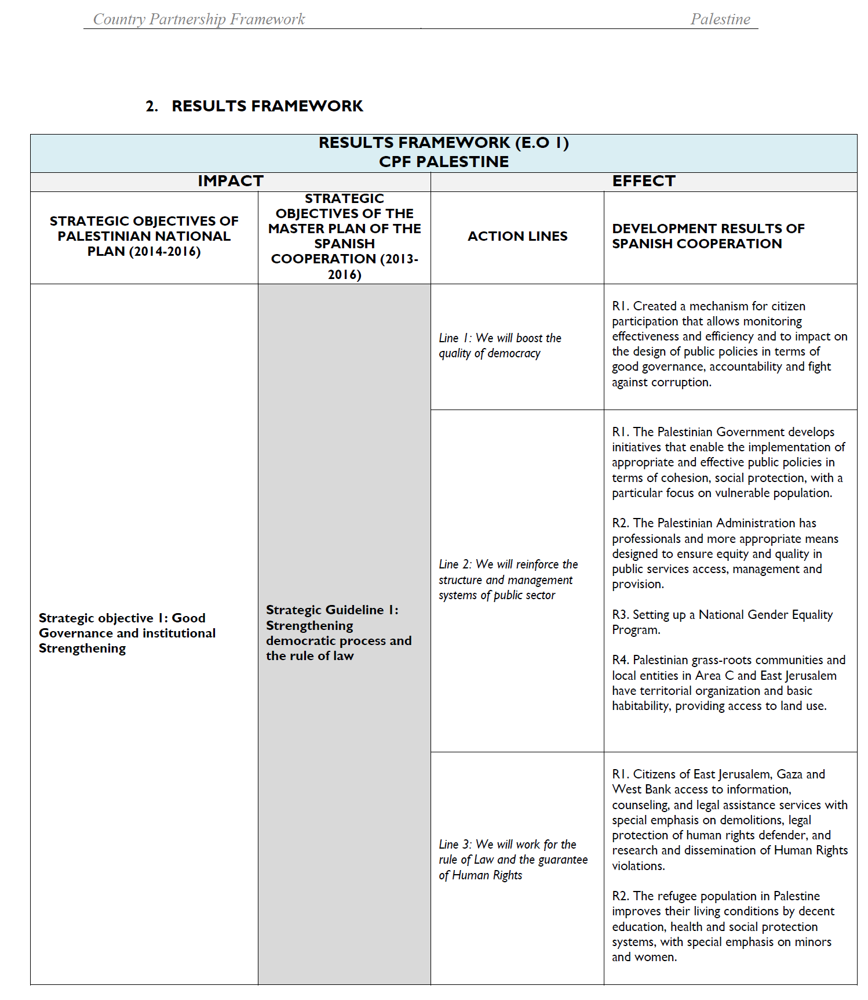 Country Partnership Framework
Palestine
2. RESULTS FRAMEWORK
RESULTS FRAMEWORK (E.O 1)
CPF PALESTINE
IMPACT
EFFECT
STRATEGIC OBJECTIVES OF
PALESTINIAN NATIONAL
PLAN (2014-2016)
STRATEGIC
OBJECTIVES OF THE
MASTER PLAN OF THE
SPANISH
COOPERATION (2013-
2016)
ACTION LINES
DEVELOPMENT RESULTS OF
SPANISH COOPERATION
Strategic objective 1: Good
Governance and institutional
Strengthening
Strategic Guideline 1:
Strengthening
democratic process and
the rule of law
Line 1: We will boost the
quality of democracy
R1. Created a mechanism for citizen
participation that allows monitoring
effectiveness and efficiency and to impact on
the design of public policies in terms of
good governance, accountability and fight
against corruption.
Line 2: We will reinforce the
structure and management
systems of public sector
R1. The Palestinian Government develops
initiatives that enable the implementation of
appropriate and effective public policies in
terms of cohesion, social protection, with a
particular focus on vulnerable population.
R2. The Palestinian Administration has
professionals and more appropriate means
designed to ensure equity and quality in
public services access, management and
provision.
R3. Setting up a National Gender Equality
Program.
R4. Palestinian grass-roots communities and
local entities in Area C and East Jerusalem
have territorial organization and basic
habitability, providing access to land use.
Line 3: We will work for the
rule of Law and the guarantee
of Human Rights
R1. Citizens of East Jerusalem, Gaza and
West Bank access to information,
counseling, and legal assistance services with
special emphasis on demolitions, legal
protection of human rights defender, and
research and dissemination of Human Rights
violations.
R2. The refugee population in Palestine
improves their living conditions by decent
education, health and social protection
systems, with special emphasis on minors
and women.